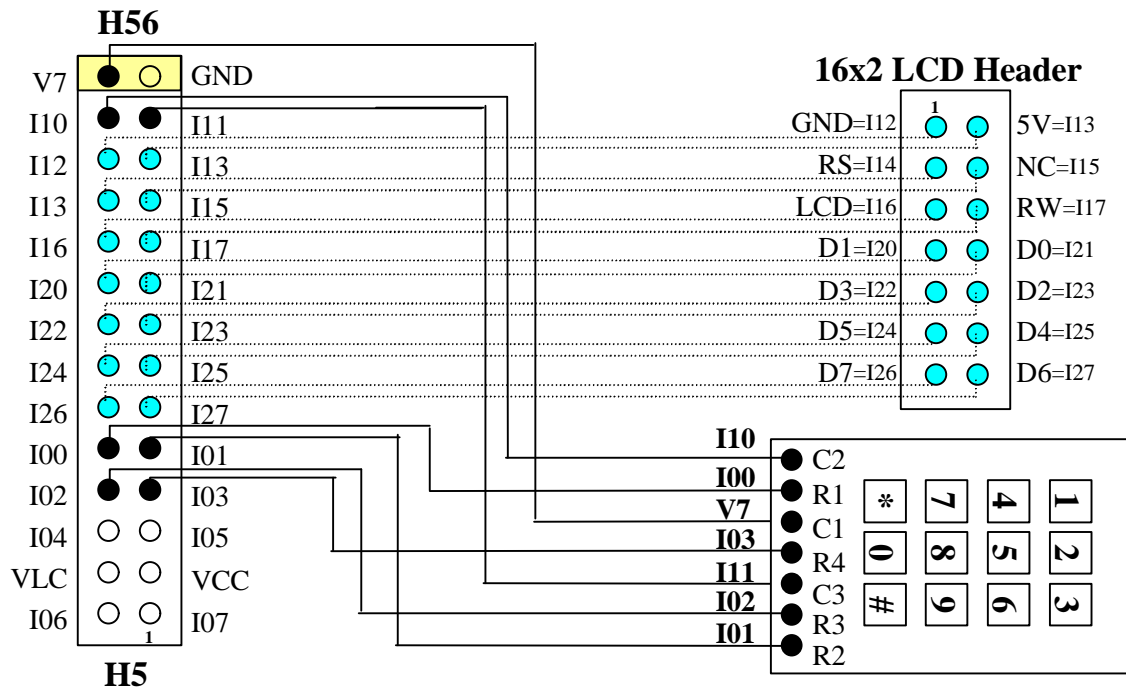 H56
V7 GND
I10 I11
I12 I13
I13 I15
I16 I17
I20 I21
I22 I23
I24 I25
I26 I27
I00 I01
I02 I03
I04 I05
VLC VCC
I06 I07
1
H5
16x2 LCD Header
1
GND=I12 5V=I13
RS=I14 NC=I15
LCD=I16 RW=I17
D1=I20 D0=I21
D3=I22 D2=I23
D5=I24 D4=I25
D7=I26 D6=I27
I10 C2
I00 R1
V7 C1
I03 R4
I11 C3
I02 R3
I01 R2
* 7 4 1
0 8 5 2
# 9 6 3